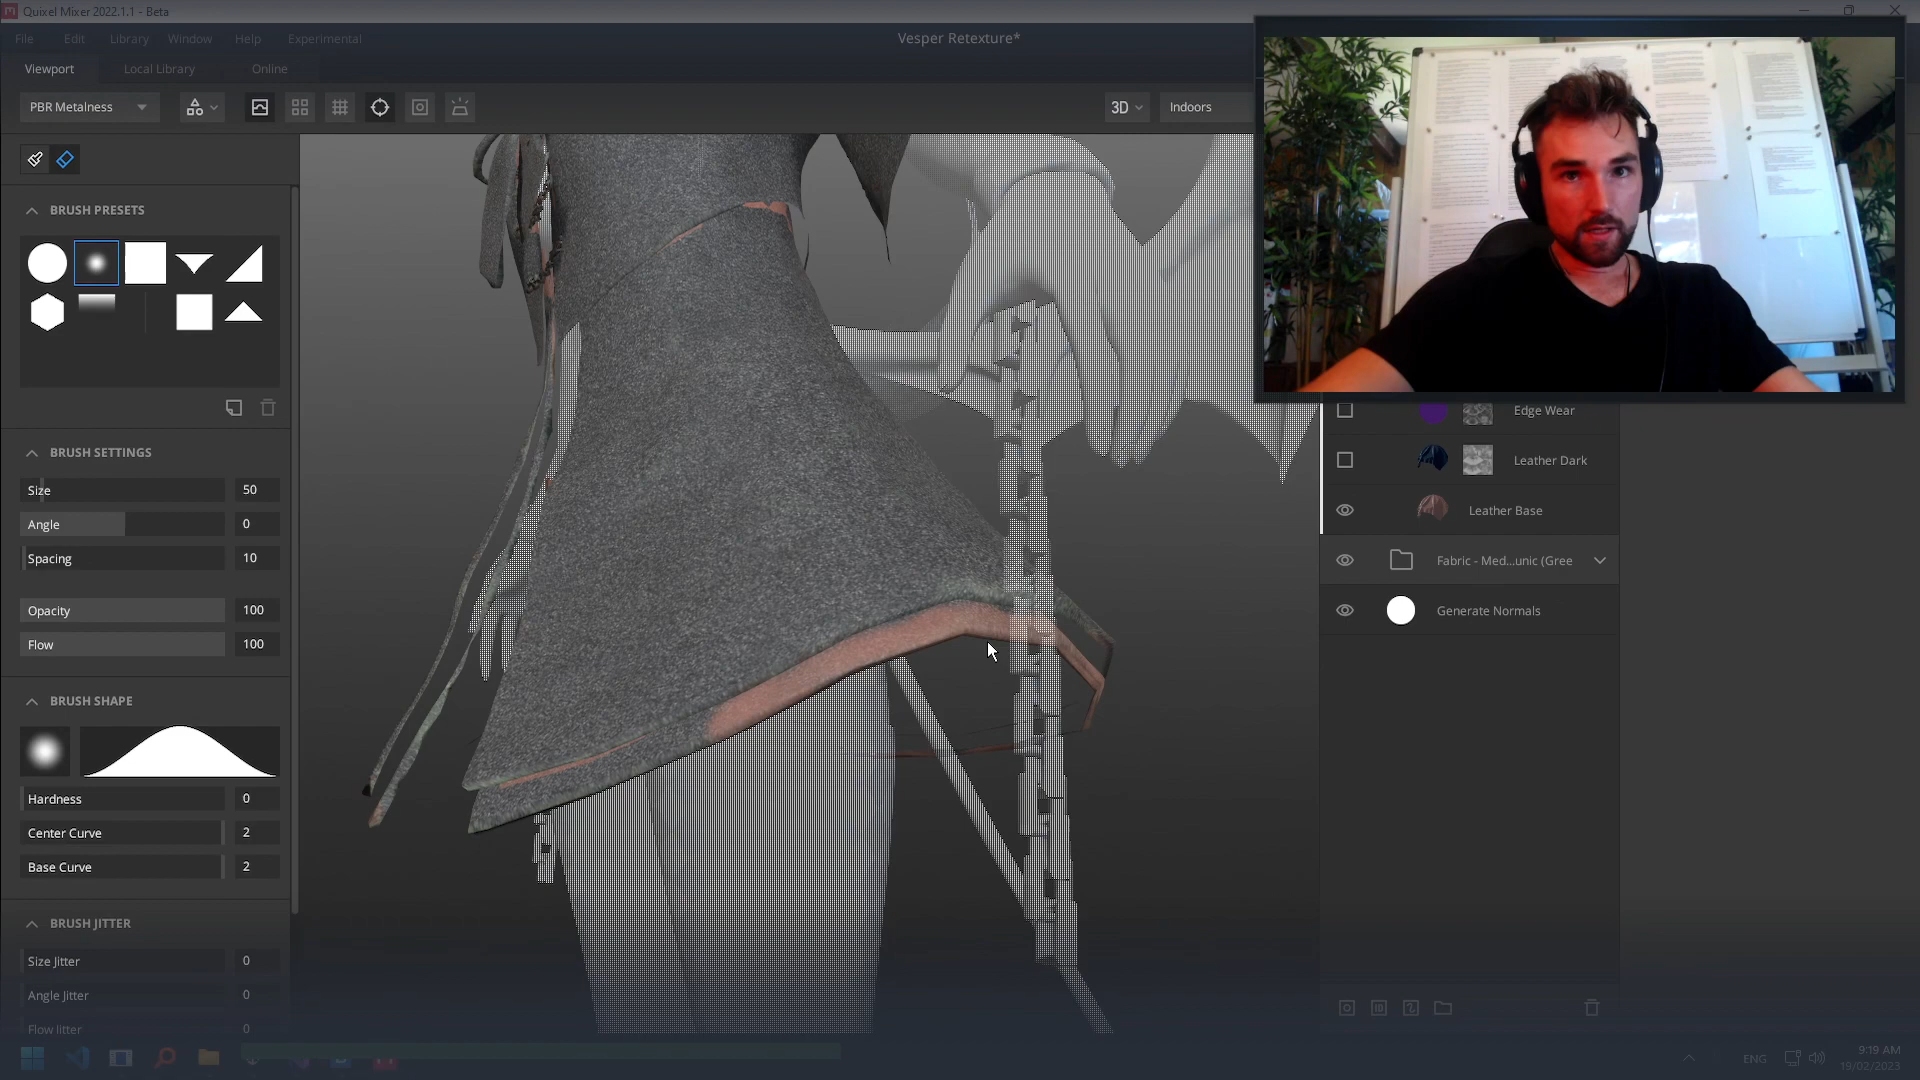 Quixel Mixer 2022.1.1 - Beta
File Edit Library Window Help Experimental
Vesper Retexture*
Viewport Local Library Online
PBR Metalness
3D
Indoors
BRUSH PRESETS
BRUSH SETTINGS
Size 50
Angle 0
Spacing 10
Opacity 100
Flow 100
BRUSH SHAPE
Hardness 0
Center Curve 2
Base Curve 2
BRUSH JITTER
Size Jitter 0
Angle Jitter 0
Flow Jitter 0
Edge Wear
Leather Dark
Leather Base
Fabric - Med...unic (Gree
Generate Normals
ENG
9:19 AM
19/02/2023